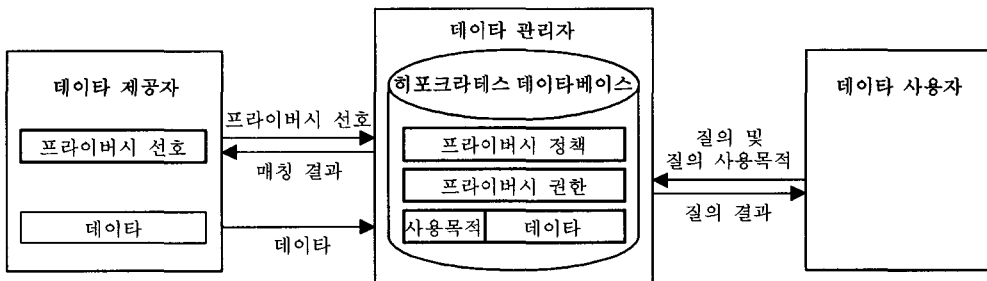 데이타 제공자
프라이버시 선호
데이타
프라이버시 선호
매칭 결과
데이타
데이타 관리자
히포크라테스 데이타베이스
프라이버시 정책
프라이버시 권한
사용목적 데이타
질의 및
질의 사용목적
질의 결과
데이타 사용자